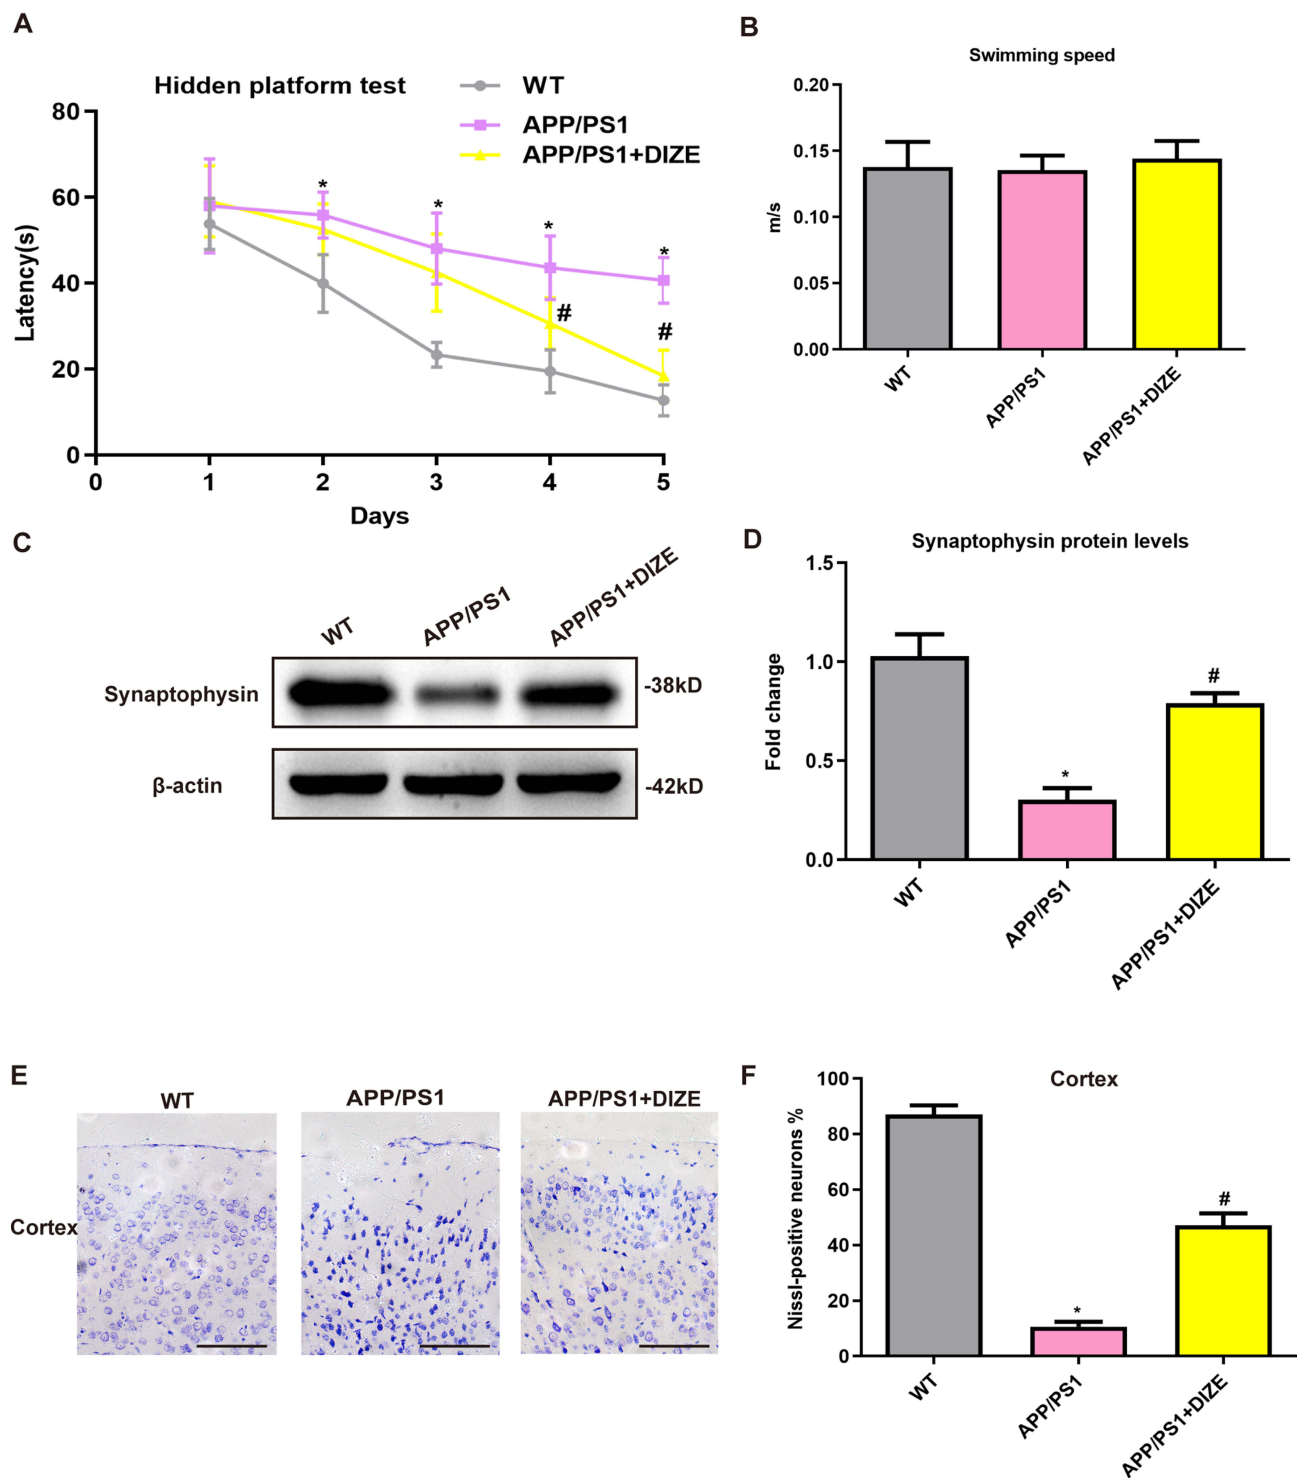 A
Hidden platform test
WT
APP/PS1
APP/PS1+DIZE
80
60
40
20
0
Latency(s)
*
*
*
*
#
#
0 1 2 3 4 5
Days
B
Swimming speed
0.20
0.15
0.10
0.05
0.00
m/s
WT
APP/PS1
APP/PS1+DIZE
C
WT
APP/PS1
APP/PS1+DIZE
Synaptophysin
-38kD
β-actin
-42kD
D
Synaptophysin protein levels
1.5
1.0
0.5
0.0
Fold change
*
#
WT
APP/PS1
APP/PS1+DIZE
E
WT
APP/PS1
APP/PS1+DIZE
Cortex
F
Cortex
100
80
60
40
20
0
Nissl-positive neurons %
*
#
WT
APP/PS1
APP/PS1+DIZE